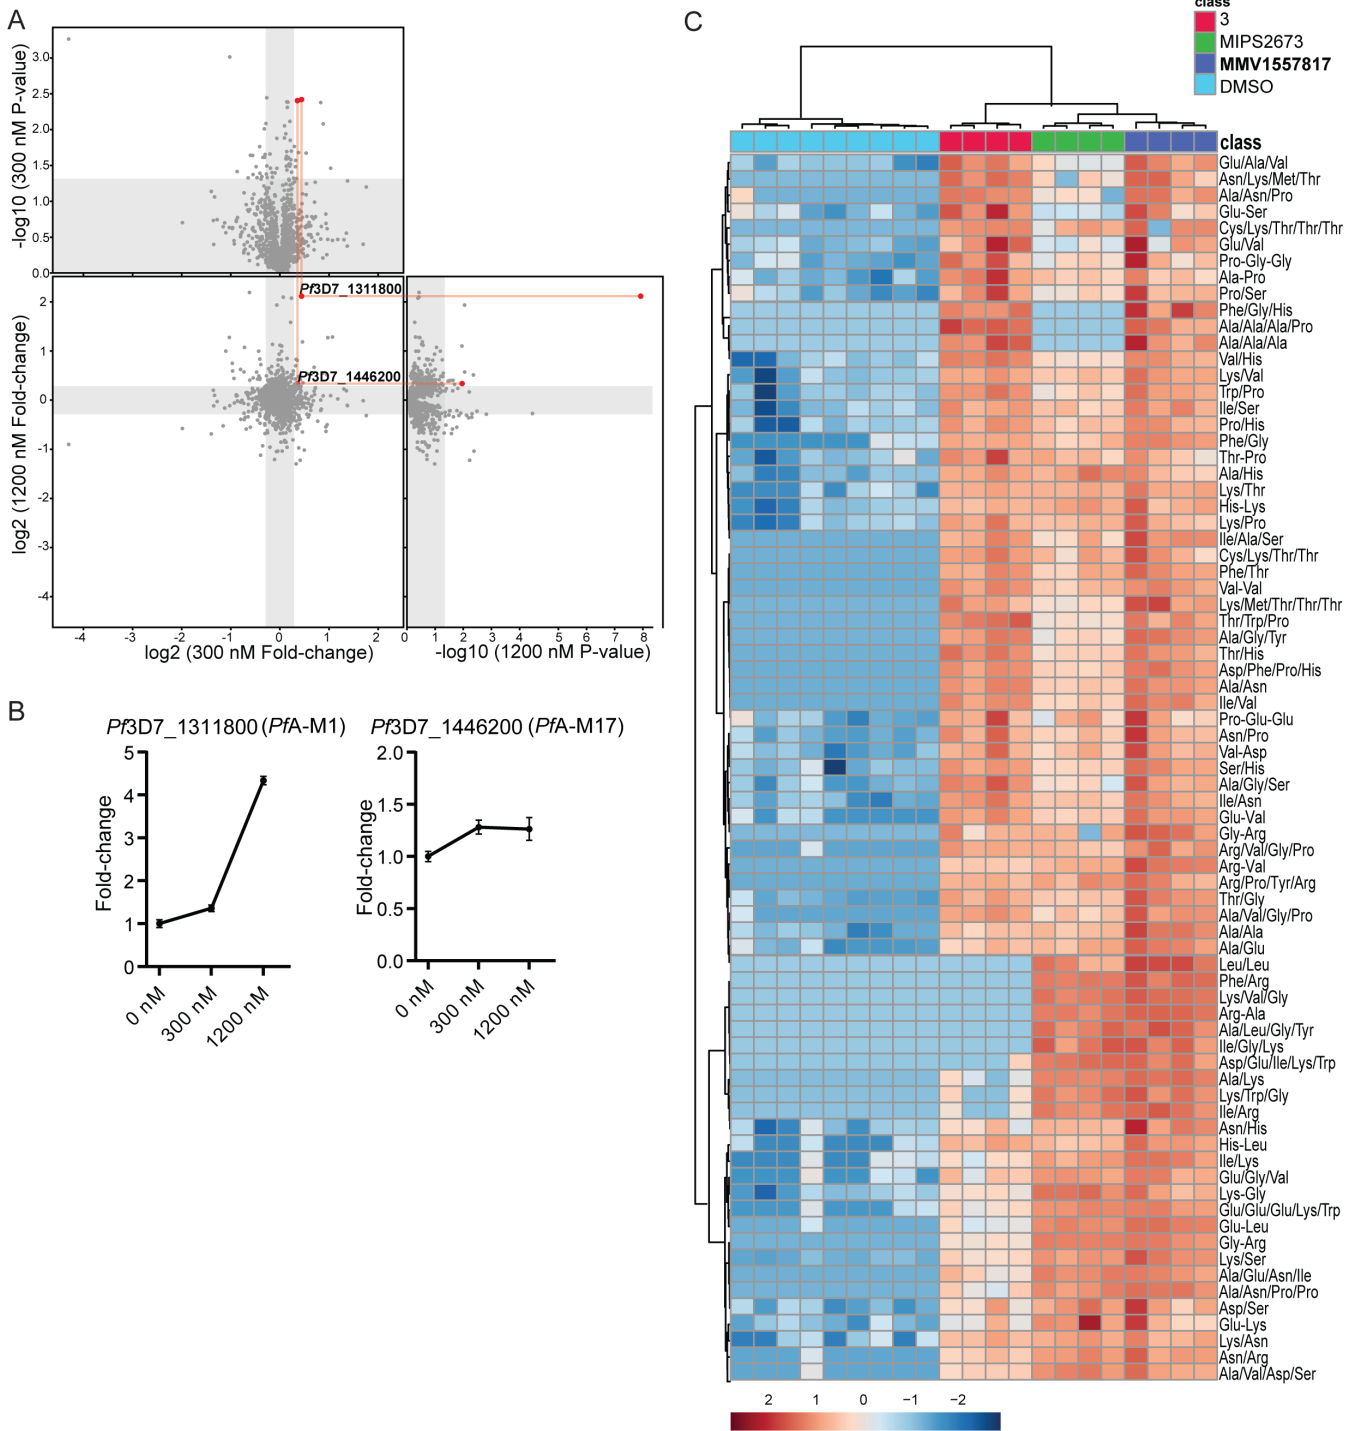 A
3.0
2.5
2.0
1.5
1.0
0.5
0.0
-log10 (300 nM P-value)
Pf3D7_1311800
Pf3D7_1446200
2
1
0
-1
-2
-3
-4
log2 (1200 nM Fold-change)
-4 -3 -2 -1 0 1 2 0 1 2 3 4 5 6 7 8
log2 (300 nM Fold-change)
-log10 (1200 nM P-value)
B
Pf3D7_1311800 (PfA-M1)
5
4
3
2
1
0
Fold-change
0 nM
300 nM
1200 nM
Pf3D7_1446200 (PfA-M17)
2.0
1.5
1.0
0.5
0.0
Fold-change
0 nM
300 nM
1200 nM
C
class
3
MIPS2673
MMV1557817
DMSO
class
Glu/Ala/Val
Asn/Lys/Met/Thr
Ala/Asn/Pro
Glu-Ser
Cys/Lys/Thr/Thr/Thr
Glu/Val
Pro-Gly-Gly
Ala-Pro
Pro/Ser
Phe/Gly/His
Ala/Ala/Ala/Pro
Ala/Ala/Ala
Val/His
Lys/Val
Trp/Pro
Ile/Ser
Pro/His
Phe/Gly
Thr-Pro
Ala/His
Lys/Thr
His-Lys
Lys/Pro
Ile/Ala/Ser
Cys/Lys/Thr/Thr
Phe/Thr
Val-Val
Lys/Met/Thr/Thr/Thr
Thr/Trp/Pro
Ala/Gly/Tyr
Thr/His
Asp/Phe/Pro/His
Ala/Asn
Ile/Val
Pro-Glu-Glu
Asn/Pro
Val-Asp
Ser/His
Ala/Gly/Ser
Ile/Asn
Glu-Val
Gly-Arg
Arg/Val/Gly/Pro
Arg-Val
Arg/Pro/Tyr/Arg
Thr/Gly
Ala/Val/Gly/Pro
Ala/Ala
Ala/Glu
Leu/Leu
Phe/Arg
Lys/Val/Gly
Arg-Ala
Ala/Leu/Gly/Tyr
Ile/Gly/Lys
Asp/Glu/Ile/Lys/Trp
Ala/Lys
Lys/Trp/Gly
Ile/Arg
Asn/His
His-Leu
Ile/Lys
Glu/Gly/Val
Lys-Gly
Glu/Glu/Glu/Lys/Trp
Glu-Leu
Gly-Arg
Lys/Ser
Ala/Glu/Asn/Ile
Ala/Asn/Pro/Pro
Asp/Ser
Glu-Lys
Lys/Asn
Asn/Arg
Ala/Val/Asp/Ser
2 1 0 −1 −2